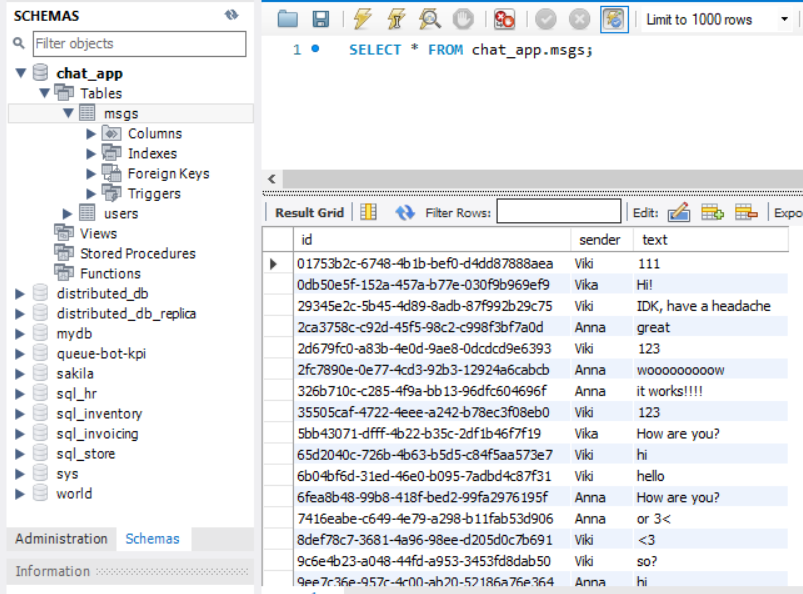 SCHEMAS
Filter objects
chat_app
Tables
msgs
Columns
Indexes
Foreign Keys
Triggers
users
Views
Stored Procedures
Functions
distributed_db
distributed_db_replica
mydb
queue-bot-kpi
sakila
sql_hr
sql_inventory
sql_invoicing
sql_store
sys
world
Administration Schemas
Information
Limit to 1000 rows
1 SELECT * FROM chat_app.msgs;
Result Grid Filter Rows: Edit: Expo
id sender text
01753b2c-6748-4b1b-bef0-d4dd87888aea Viki 111
0db50e5f-152a-457a-b77e-030f9b969ef9 Vika Hi!
29345e2c-5b45-4d89-8adb-87f992b29c75 Viki IDK, have a headache
2ca3758c-c92d-45f5-98c2-c998f3bf7a0d Anna great
2d679fc0-a83b-4e0d-9ae8-0dcdcd9e6393 Viki 123
2fc7890e-0e77-4cd3-92b3-12924a6cabcb Anna wooooooooow
326b710c-c285-4f9a-bb13-96dfc604696f Anna it works!!!!
35505caf-4722-4eee-a242-b78ec3f08eb0 Viki 123
5bb43071-dfff-4b22-b35c-2df1b46f7f19 Vika How are you?
65d2040c-726b-4b63-b5d5-c84f5aa573e7 Viki hi
6b04bf6d-31ed-46e0-b095-7adbd4c87f31 Viki hello
6fea8b48-99b8-418f-bed2-99fa2976195f Anna How are you?
7416eabe-c649-4e79-a298-b11fab53d906 Anna or 3<
8def78c7-3681-4a96-98ee-d205d0c7b691 Viki <3
9c6e4b23-a048-44fd-a953-3453fd8dab50 Viki so?
9ee7c36e-957c-4c00-ab20-52186a76e364 Anna hi